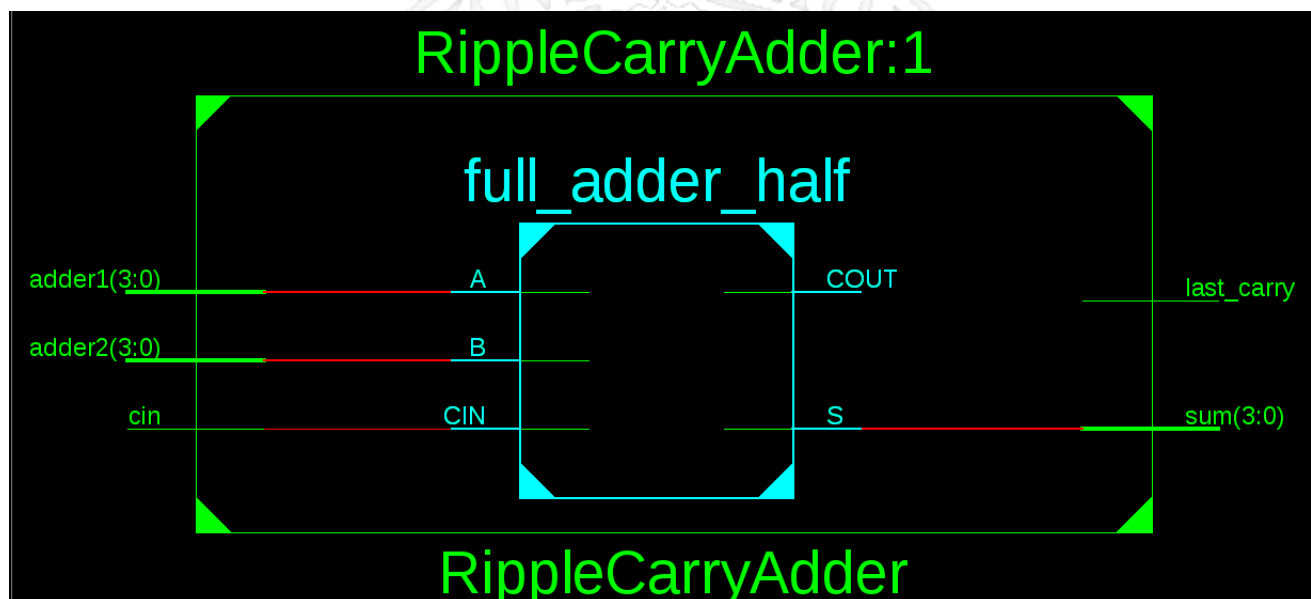 RippleCarryAdder:1
full_adder_half
adder1(3:0)
A
COUT
last_carry
adder2(3:0)
B
cin
CIN
S
sum(3:0)
RippleCarryAdder